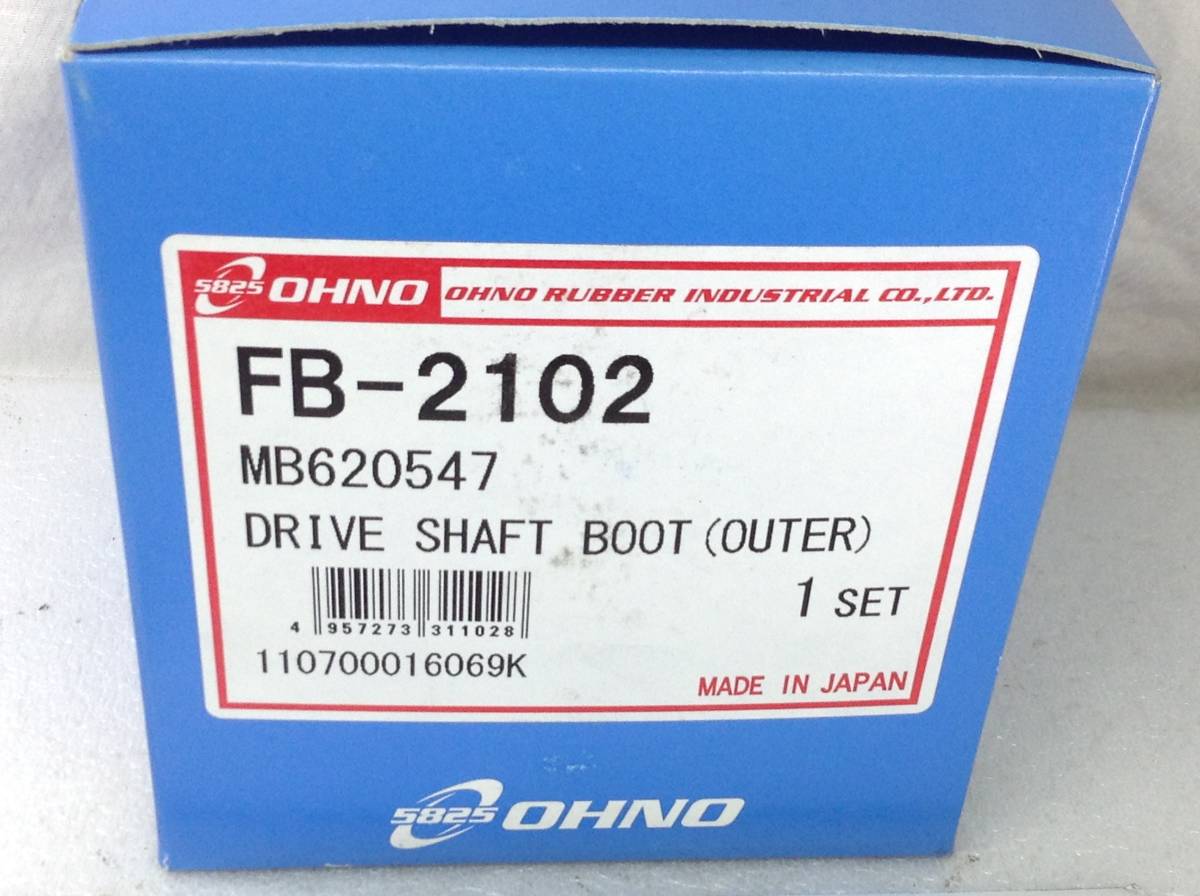 5825 OHNO OHNO RUBBER INDUSTRIAL CO.,LTD.
FB-2102
MB620547
DRIVE SHAFT BOOT(OUTER)
1 SET
4 957273 311028
110700016069K
MADE IN JAPAN
5825 OHNO